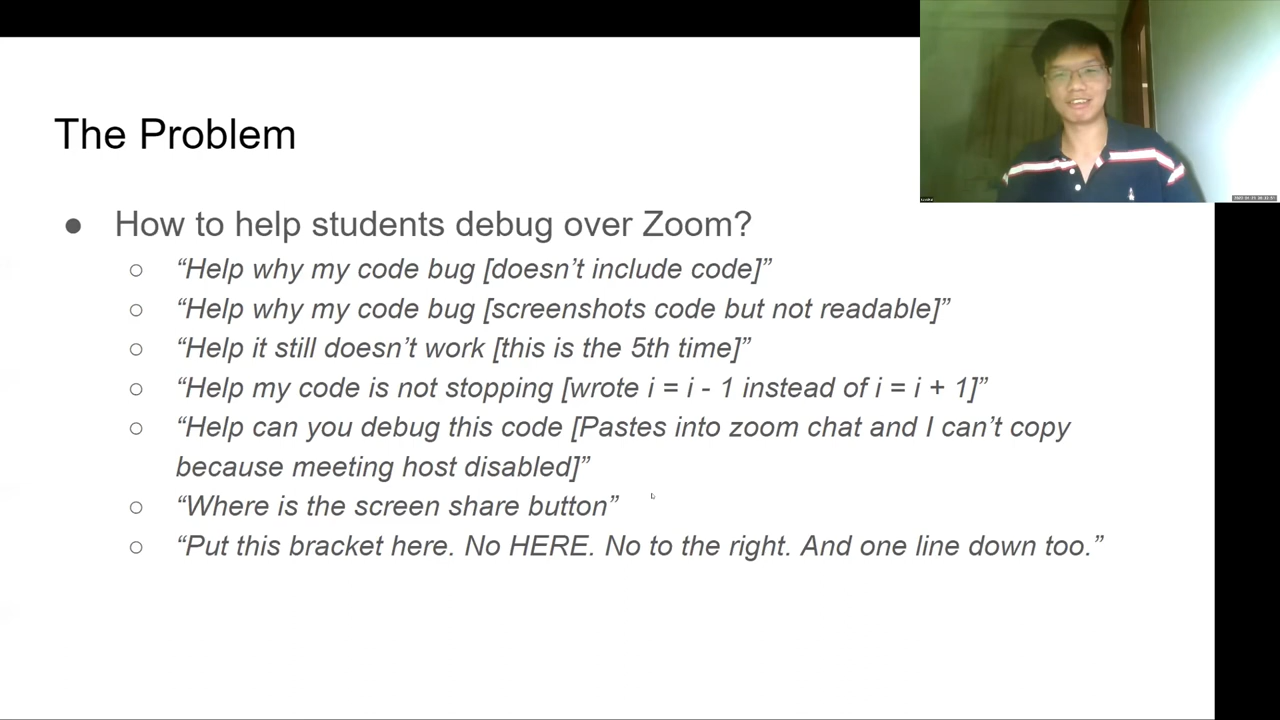 The Problem
● How to help students debug over Zoom?
○ “Help why my code bug [doesn’t include code]”
○ “Help why my code bug [screenshots code but not readable]”
○ “Help it still doesn’t work [this is the 5th time]”
○ “Help my code is not stopping [wrote i = i - 1 instead of i = i + 1]”
○ “Help can you debug this code [Pastes into zoom chat and I can’t copy
because meeting host disabled]”
○ “Where is the screen share button”
○ “Put this bracket here. No HERE. No to the right. And one line down too.”